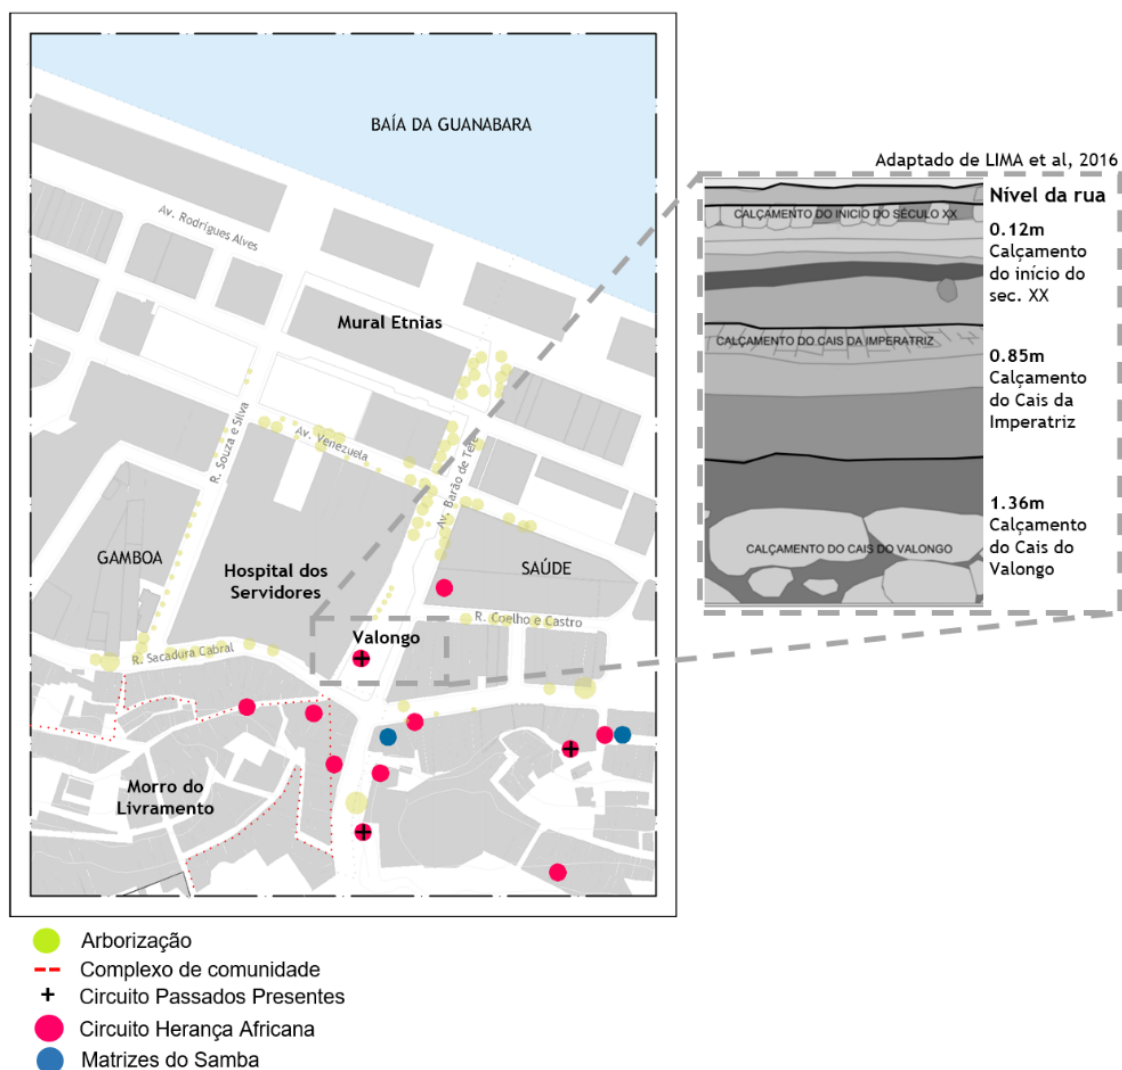 BAÍA DA GUANABARA
Av. Rodrígues Alves
Mural Etnias
R. Souza e Silva
Av. Venezuela
Av. Barão de Tefé
GAMBOA
Hospital dos
Servidores
SAÚDE
R. Coelho e Castro
Valongo
R. Sacadura Cabral
Morro do
Livramento
Adaptado de LIMA et al, 2016
CALÇAMENTO DO INICIO DO SÉCULO XX
CALÇAMENTO DO CAIS DA IMPERATRIZ
CALÇAMENTO DO CAIS DO VALONGO
Nível da rua
0.12m
Calçamento
do início do
sec. XX
0.85m
Calçamento
do Cais da
Imperatriz
1.36m
Calçamento
do Cais do
Valongo
Arborização
Complexo de comunidade
Circuito Passados Presentes
Circuito Herança Africana
Matrizes do Samba